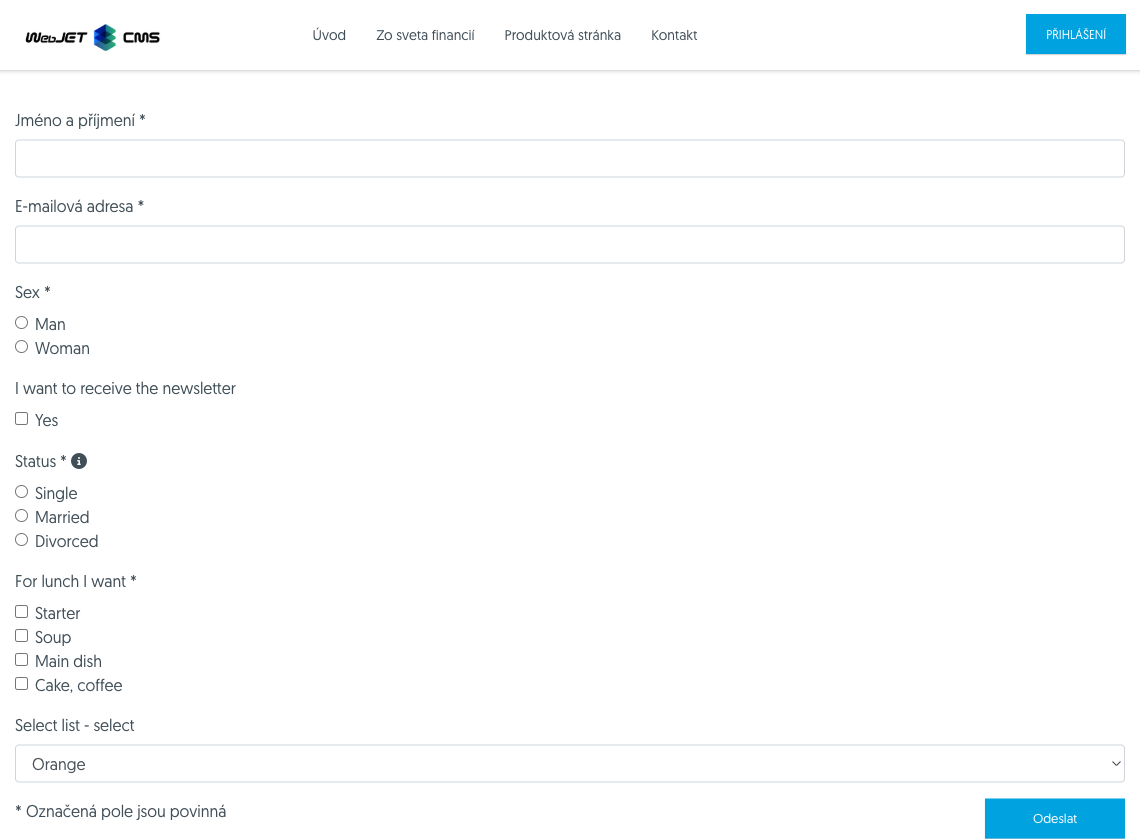 WebJET CMS
Úvod
Zo sveta financií
Produktová stránka
Kontakt
PŘIHLÁŠENÍ
Jméno a příjmení *
E-mailová adresa *
Sex *
Man
Woman
I want to receive the newsletter
Yes
Status *
Single
Married
Divorced
For lunch I want *
Starter
Soup
Main dish
Cake, coffee
Select list - select
Orange
* Označená pole jsou povinná
Odeslat